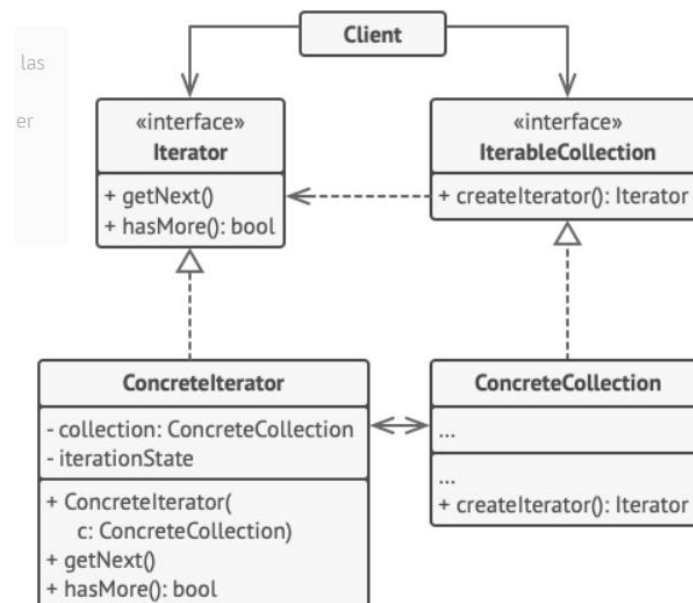 Client
las
er
«interface»
Iterator
+ getNext()
+ hasMore(): bool
«interface»
IterableCollection
+ createIterator(): Iterator
ConcreteIterator
- collection: ConcreteCollection
- iterationState
+ ConcreteIterator(
c: ConcreteCollection)
+ getNext()
+ hasMore(): bool
ConcreteCollection
...
...
+ createIterator(): Iterator